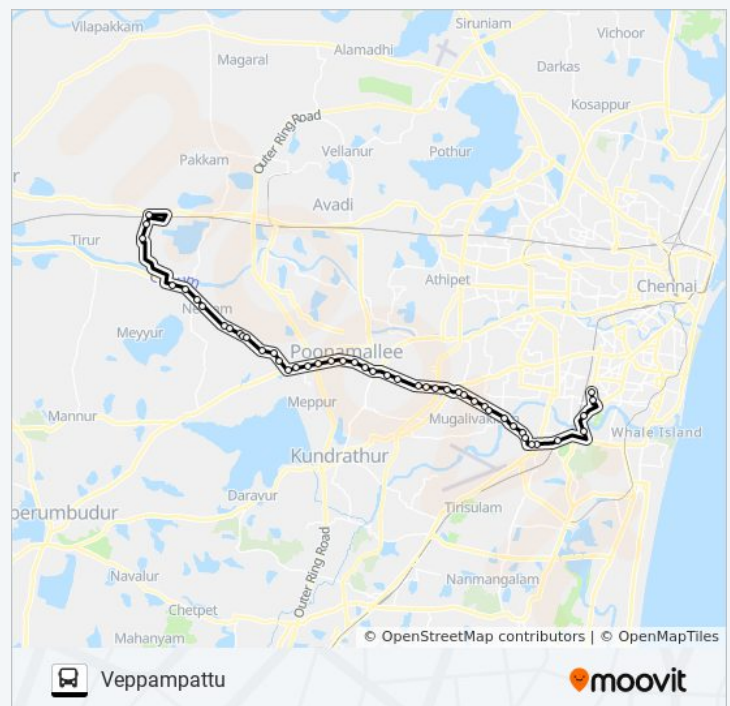 Vilapakkam
Siruniam
Vichoor
Alamadhi
Magaral
Darkas
Kosappur
Outer Ring Road
Vellanur
Pothur
Pakkam
Avadi
Tirur
Athipet
Chennai
Meyyur
Poonamallee
Meppur
Mannur
Mugalivakkam
Whale Island
Kundrathur
Daravur
perumbudur
Tirisulam
Outer Ring Road
Navalur
Nanmangalam
Chetpet
Mahanyam
© OpenStreetMap contributors | © OpenMapTiles
Veppampattu
moovit